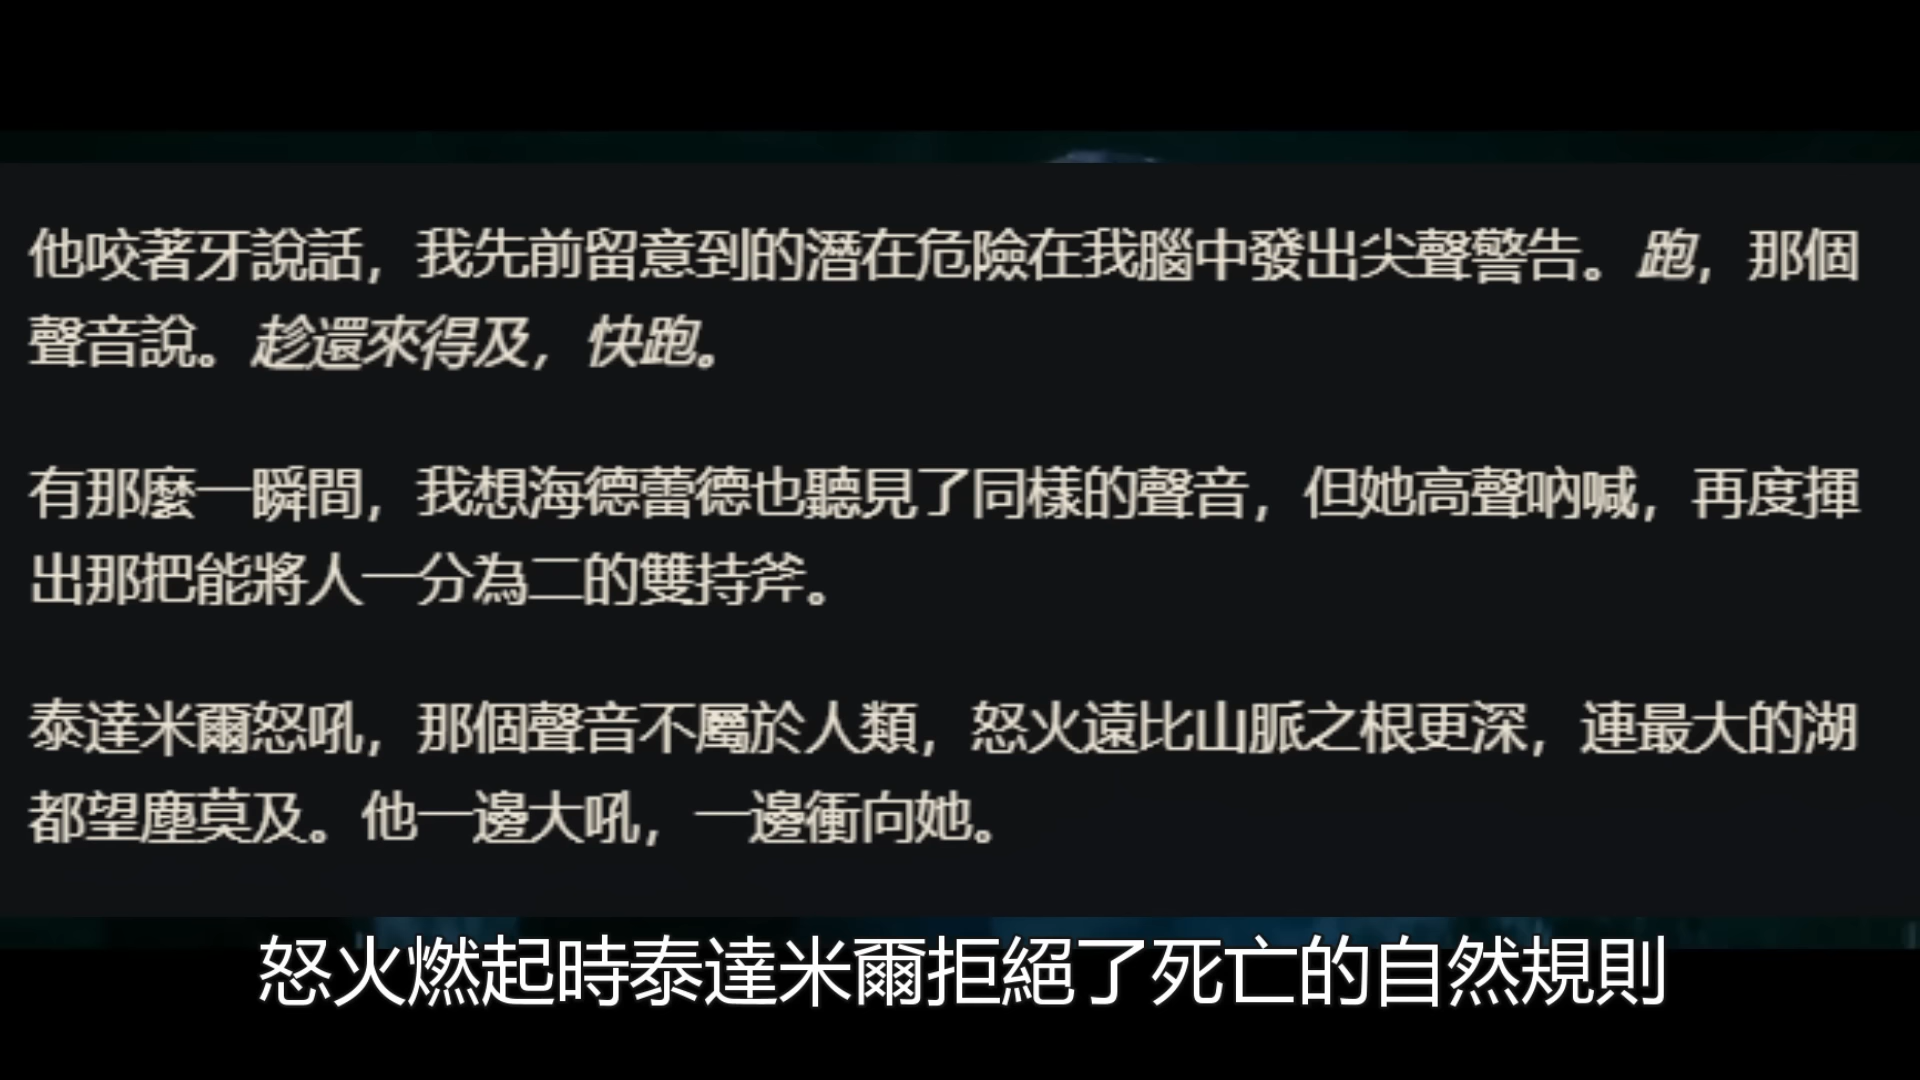 他咬著牙說話，我先前留意到的潛在危險在我腦中發出尖聲警告。跑，那個
聲音說。趁還來得及，快跑。
有那麼一瞬間，我想海德蕾德也聽見了同樣的聲音，但她高聲吶喊，再度揮
出那把能將人一分為二的雙持斧。
泰達米爾怒吼，那個聲音不屬於人類，怒火遠比山脈之根更深，連最大的湖
都望塵莫及。他一邊大吼，一邊衝向她。
怒火燃起時泰達米爾拒絕了死亡的自然規則